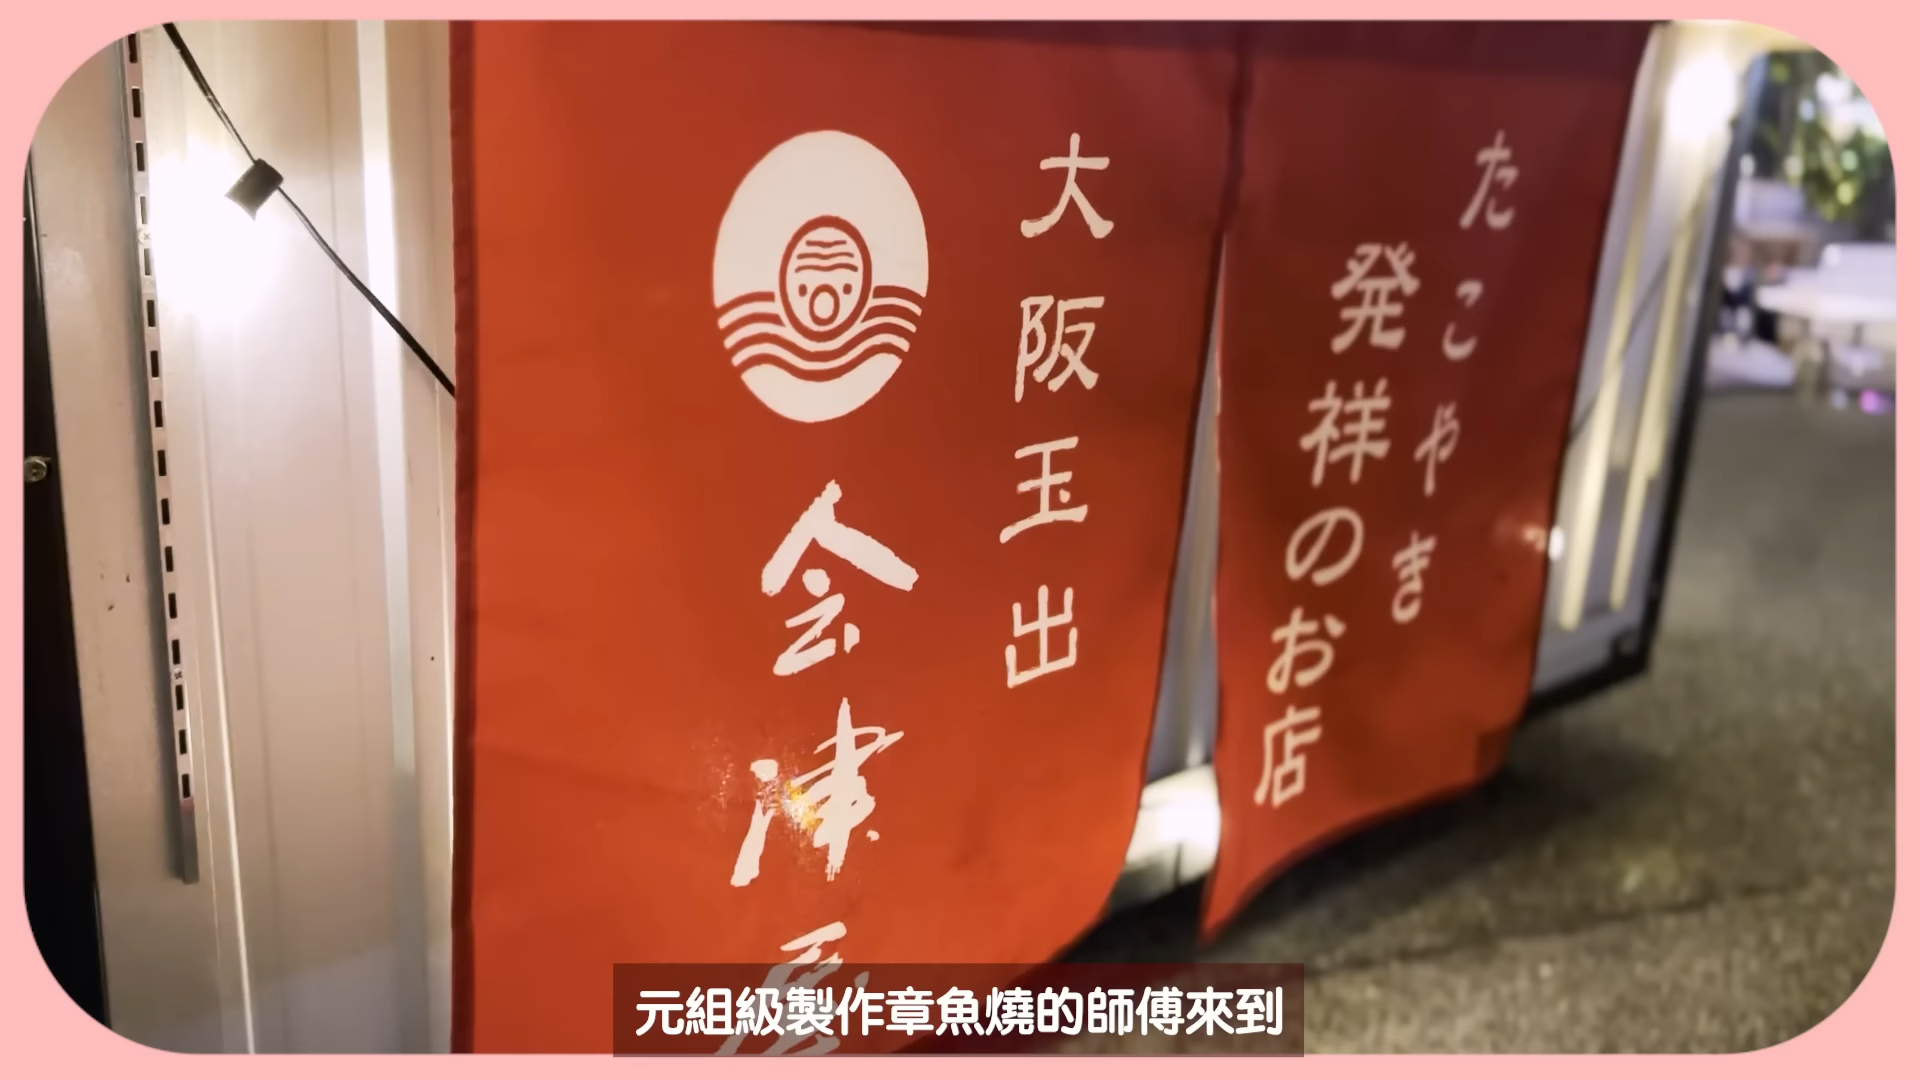 たこやき
発祥のお店
大阪玉出
会津屋
元組級製作章魚燒的師傅來到